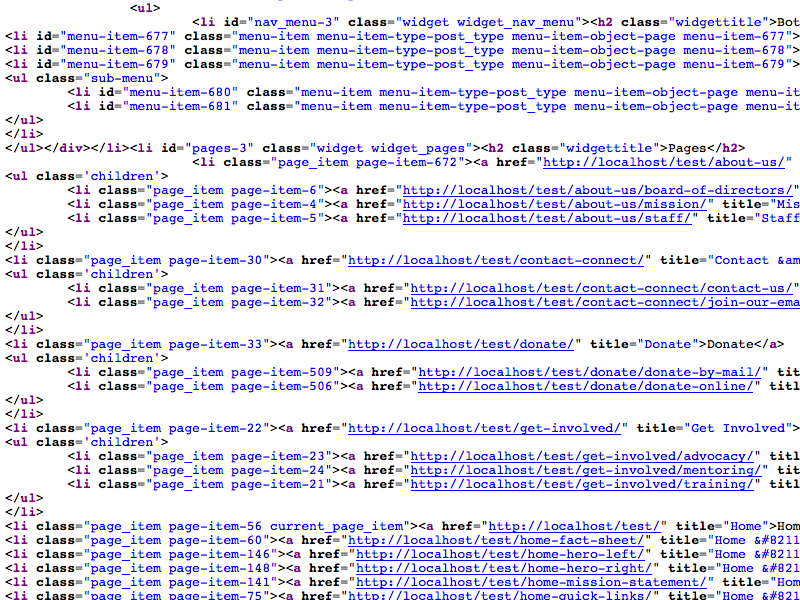 <ul>
<li id="nav_menu-3" class="widget widget_nav_menu"><h2 class="widgettitle">Bot
<li id="menu-item-677" class="menu-item menu-item-type-post_type menu-item-object-page menu-item-677">
<li id="menu-item-678" class="menu-item menu-item-type-post_type menu-item-object-page menu-item-678">
<li id="menu-item-679" class="menu-item menu-item-type-post_type menu-item-object-page menu-item-679">
<ul class="sub-menu">
<li id="menu-item-680" class="menu-item menu-item-type-post_type menu-item-object-page menu-it
<li id="menu-item-681" class="menu-item menu-item-type-post_type menu-item-object-page menu-it
</ul>
</li>
</ul></div></li><li id="pages-3" class="widget widget_pages"><h2 class="widgettitle">Pages</h2>
<li class="page_item page-item-672"><a href="http://localhost/test/about-us/"
<ul class='children'>
<li class="page_item page-item-6"><a href="http://localhost/test/about-us/board-of-directors/"
<li class="page_item page-item-4"><a href="http://localhost/test/about-us/mission/" title="Mis
<li class="page_item page-item-5"><a href="http://localhost/test/about-us/staff/" title="Staff
</ul>
</li>
<li class="page_item page-item-30"><a href="http://localhost/test/contact-connect/" title="Contact &am
<ul class='children'>
<li class="page_item page-item-31"><a href="http://localhost/test/contact-connect/contact-us/"
<li class="page_item page-item-32"><a href="http://localhost/test/contact-connect/join-our-ema
</ul>
</li>
<li class="page_item page-item-33"><a href="http://localhost/test/donate/" title="Donate">Donate</a>
<ul class='children'>
<li class="page_item page-item-509"><a href="http://localhost/test/donate/donate-by-mail/" tit
<li class="page_item page-item-506"><a href="http://localhost/test/donate/donate-online/" titl
</ul>
</li>
<li class="page_item page-item-22"><a href="http://localhost/test/get-involved/" title="Get Involved">
<ul class='children'>
<li class="page_item page-item-23"><a href="http://localhost/test/get-involved/advocacy/" titl
<li class="page_item page-item-24"><a href="http://localhost/test/get-involved/mentoring/" tit
<li class="page_item page-item-21"><a href="http://localhost/test/get-involved/training/" titl
</ul>
</li>
<li class="page_item page-item-56 current_page_item"><a href="http://localhost/test/" title="Home">Hom
<li class="page_item page-item-60"><a href="http://localhost/test/home-fact-sheet/" title="Home &#8211
<li class="page_item page-item-146"><a href="http://localhost/test/home-hero-left/" title="Home &#8211
<li class="page_item page-item-148"><a href="http://localhost/test/home-hero-right/" title="Home &#821
<li class="page_item page-item-141"><a href="http://localhost/test/home-mission-statement/" title="Hom
<li class="page_item page-item-75"><a href="http://localhost/test/home-quick-links/" title="Home &#821